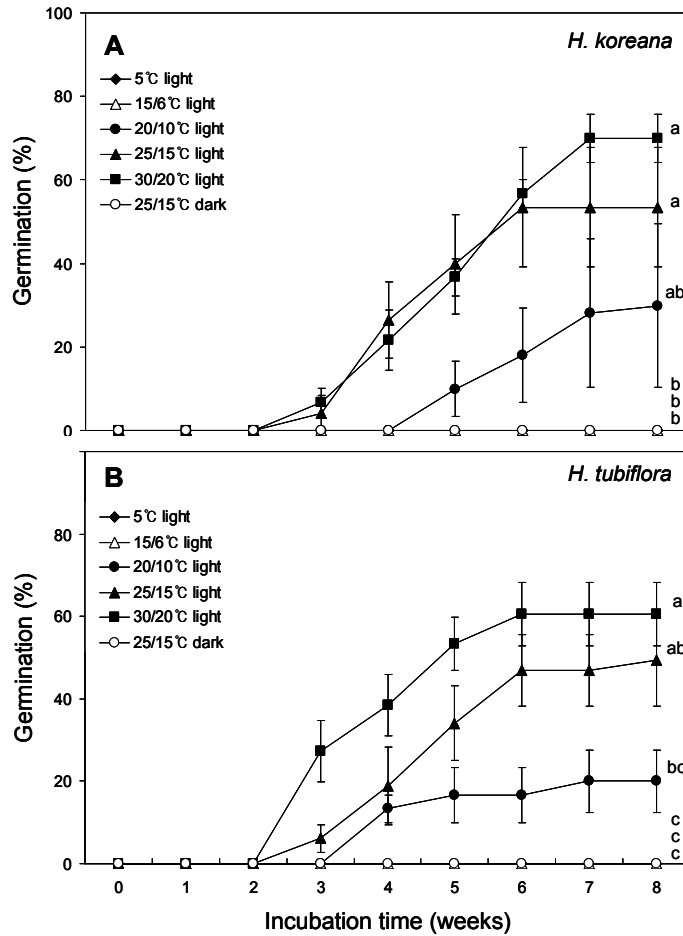 100
A
H. koreana
5℃ light
15/6℃ light
80
20/10℃ light
25/15℃ light
30/20℃ light
25/15℃ dark
60
40
20
0
Germination (%)
a
a
ab
b
b
b
B
H. tubiflora
5℃ light
15/6℃ light
80
20/10℃ light
25/15℃ light
30/20℃ light
25/15℃ dark
60
40
20
0
Germination (%)
a
ab
bc
c
c
c
0 1 2 3 4 5 6 7 8
Incubation time (weeks)